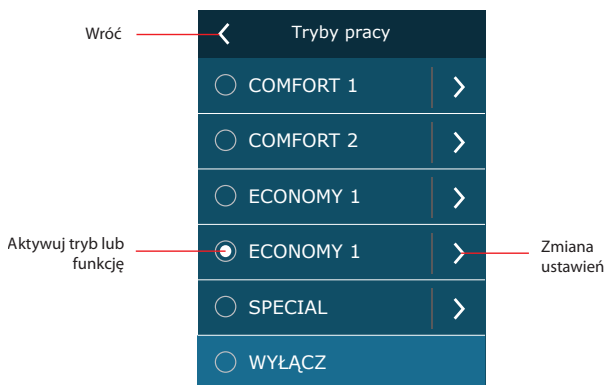 Wróć
Tryby pracy
COMFORT 1
COMFORT 2
ECONOMY 1
Aktywuj tryb lub
funkcję
ECONOMY 1
Zmiana
ustawień
SPECIAL
WYŁĄCZ